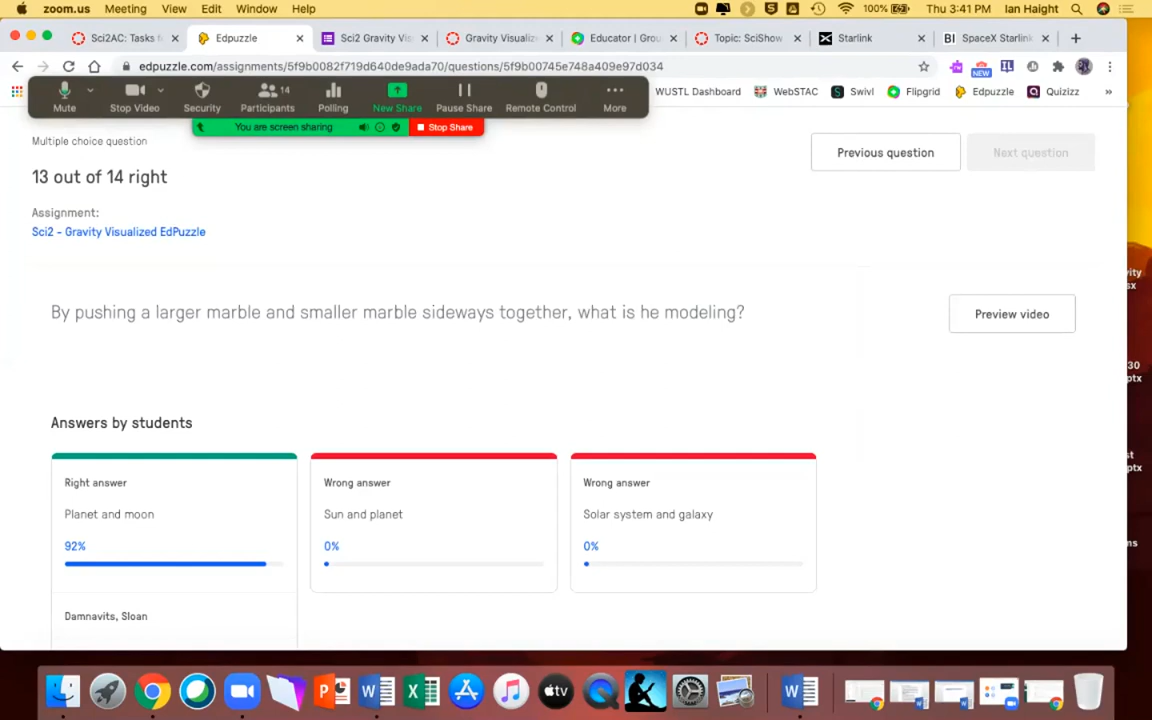 zoom.us Meeting View Edit Window Help 100% Thu 3:41 PM Ian Haight
Sci2AC: Tasks f Edpuzzle Sci2 Gravity Vis Gravity Visualiz Educator | Grou Topic: SciShow Starlink BI SpaceX Starlink
edpuzzle.com/assignments/5f9b0082f719d640de9ada70/questions/5f9b00745e748a409e97d034
NEW
WUSTL Dashboard WebSTAC Swivl Flipgrid Edpuzzle Quizizz »
14
Mute Stop Video Security Participants Polling New Share Pause Share Remote Control More
You are screen sharing Stop Share
Multiple choice question
Previous question Next question
13 out of 14 right
Assignment:
Sci2 - Gravity Visualized EdPuzzle
By pushing a larger marble and smaller marble sideways together, what is he modeling?
Preview video
Answers by students
Right answer Wrong answer Wrong answer
Planet and moon Sun and planet Solar system and galaxy
92% 0% 0%
Damnavits, Sloan
tv